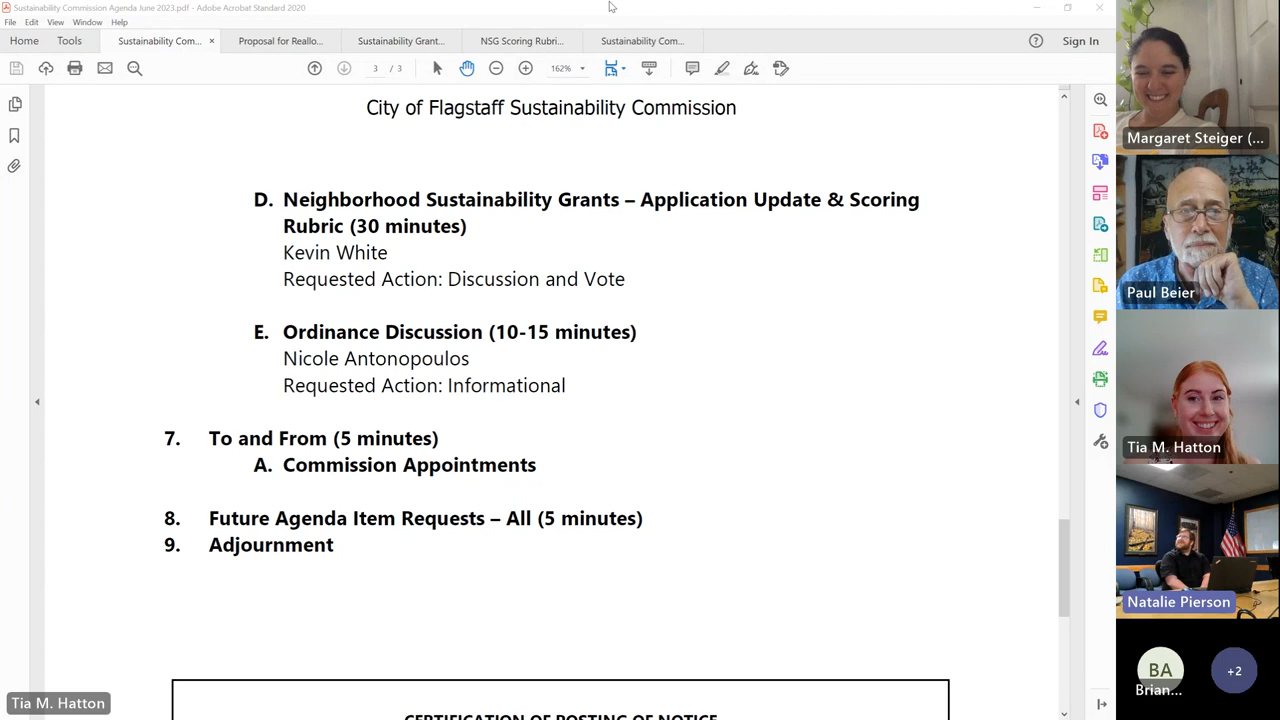 Sustainability Commission Agenda June 2023.pdf - Adobe Acrobat Standard 2020
File Edit View Window Help
Home Tools Sustainability Com... × Proposal for Reallo... Sustainability Grant... NSG Scoring Rubri... Sustainability Com... Sign In
3 / 3 162%
City of Flagstaff Sustainability Commission
D. Neighborhood Sustainability Grants – Application Update & Scoring
Rubric (30 minutes)
Kevin White
Requested Action: Discussion and Vote
E. Ordinance Discussion (10-15 minutes)
Nicole Antonopoulos
Requested Action: Informational
7. To and From (5 minutes)
A. Commission Appointments
8. Future Agenda Item Requests – All (5 minutes)
9. Adjournment
CERTIFICATION OF POSTING OF NOTICE
Tia M. Hatton
Margaret Steiger (...
Paul Beier
Tia M. Hatton
Natalie Pierson
BA
+2
Brian...